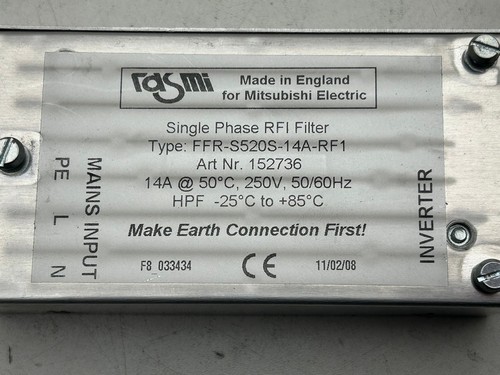 rasmi
Made in England
for Mitsubishi Electric
Single Phase RFI Filter
Type: FFR-S520S-14A-RF1
Art Nr. 152736
14A @ 50°C, 250V, 50/60Hz
HPF -25°C to +85°C
Make Earth Connection First!
F8 033434
CE
11/02/08
MAINS INPUT
PE L N
INVERTER